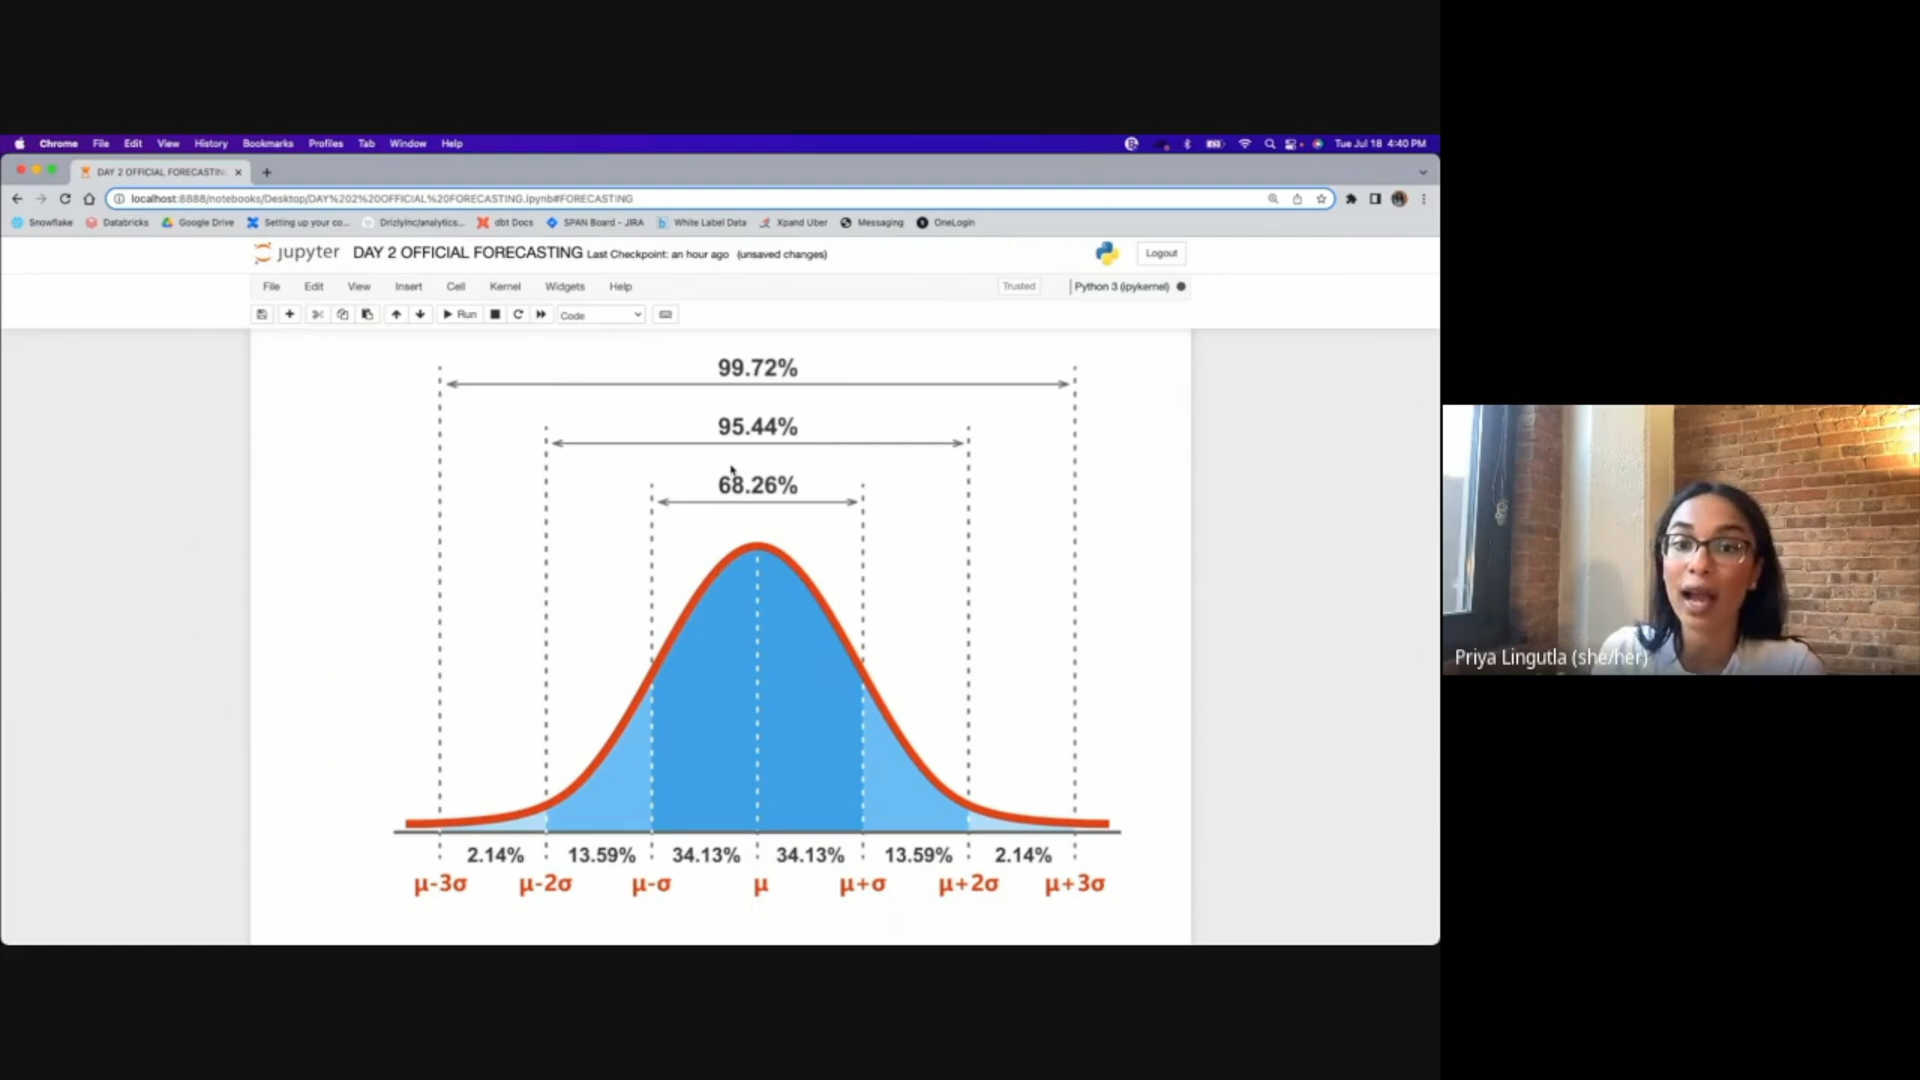 Chrome File Edit View History Bookmarks Profiles Tab Window Help Tue Jul 18 4:40 PM
DAY 2 OFFICIAL FORECASTIN
localhost:8888/notebooks/Desktop/DAY%202%20OFFICIAL%20FORECASTING.ipynb#FORECASTING
Snowflake Databricks Google Drive Setting up your co... DrizlyInc/analytics... dbt Docs SPAN Board – JIRA White Label Data Xpand Uber Messaging OneLogin
jupyter DAY 2 OFFICIAL FORECASTING Last Checkpoint: an hour ago (unsaved changes) Logout
File Edit View Insert Cell Kernel Widgets Help Trusted Python 3 (ipykernel)
Run Code
99.72%
95.44%
68.26%
2.14% 13.59% 34.13% 34.13% 13.59% 2.14%
μ-3σ μ-2σ μ-σ μ μ+σ μ+2σ μ+3σ
Priya Lingutla (she/her)